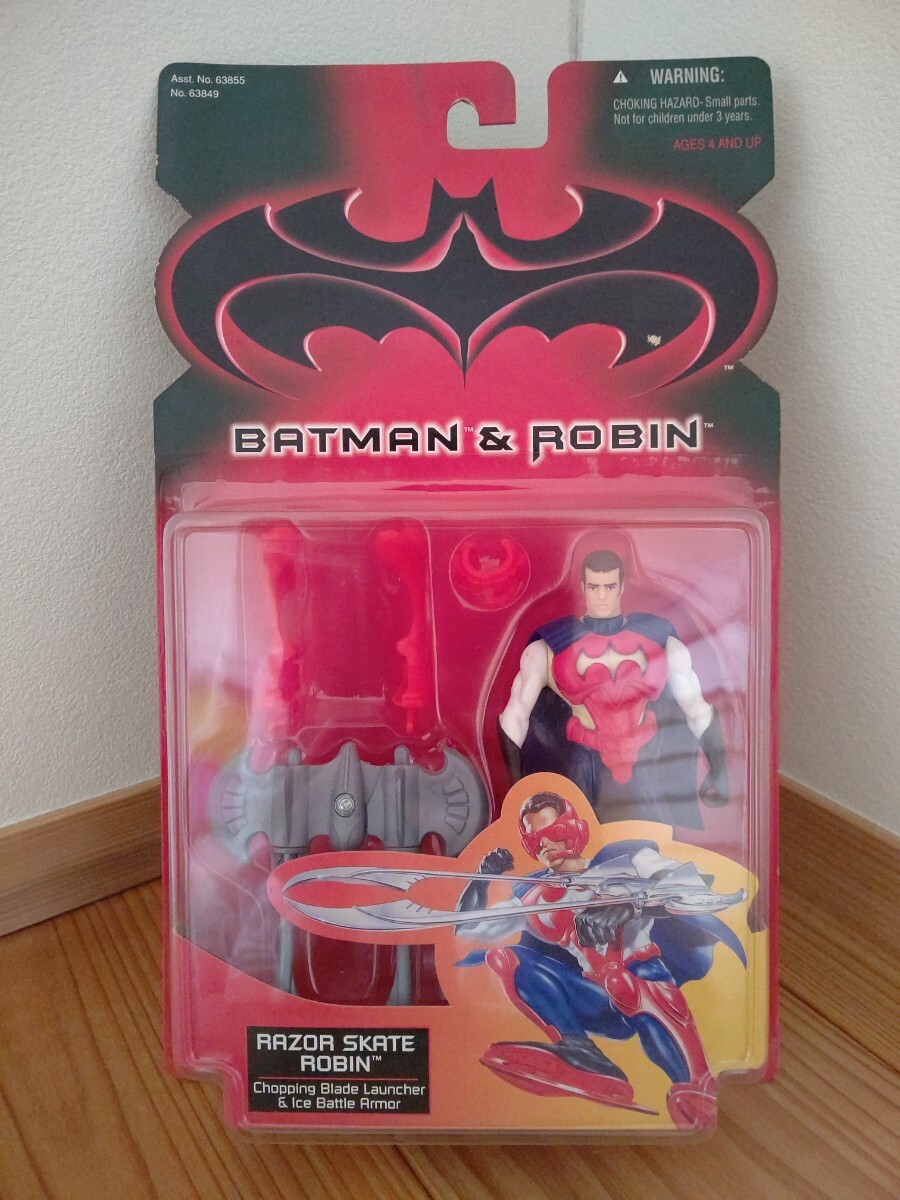 Asst. No. 63855
No. 63849
⚠ WARNING:
CHOKING HAZARD- Small parts.
Not for children under 3 years.
AGES 4 AND UP
TM
BATMAN™ & ROBIN™
RAZOR SKATE
ROBIN™
Chopping Blade Launcher
& Ice Battle Armor